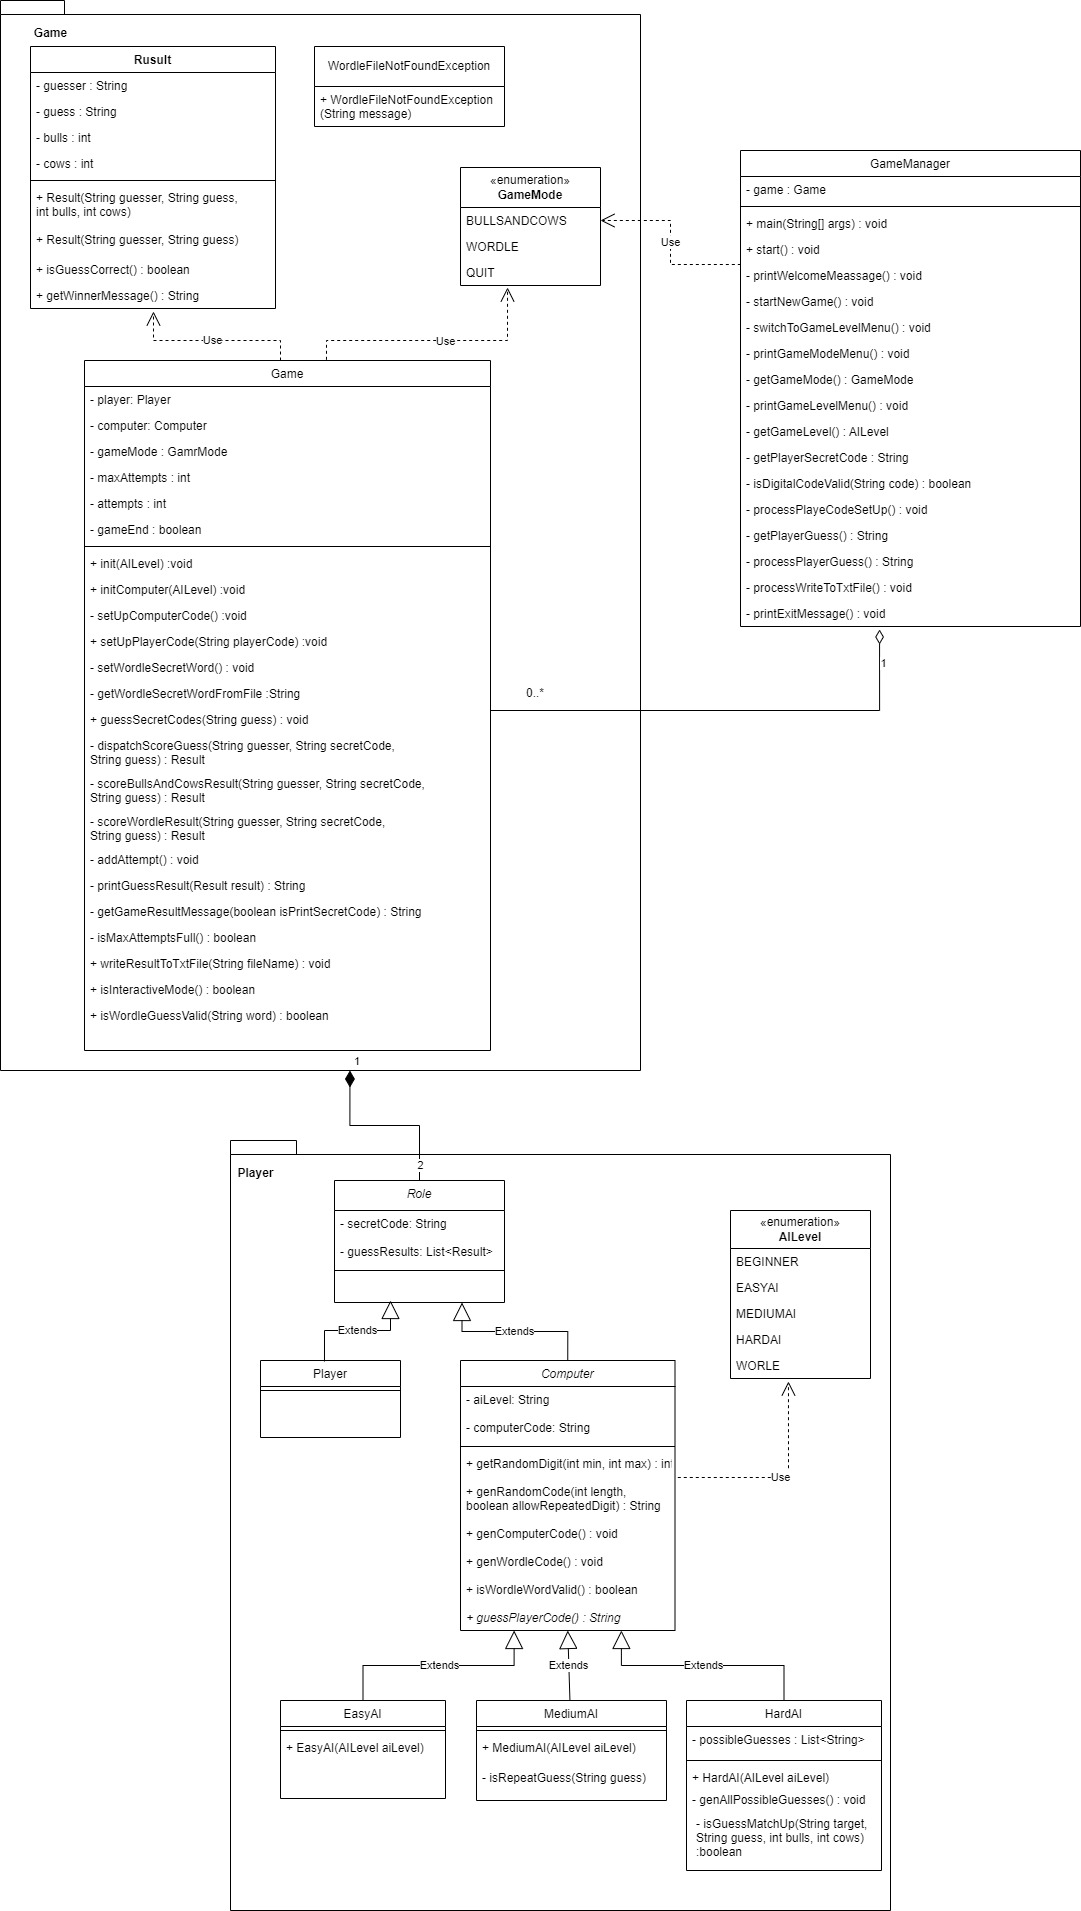 Game
Rusult
- guesser : String
- guess : String
- bulls : int
- cows : int
+ Result(String guesser, String guess,
int bulls, int cows)
+ Result(String guesser, String guess)
+ isGuessCorrect() : boolean
+ getWinnerMessage() : String
WordleFileNotFoundException
+ WordleFileNotFoundException
(String message)
«enumeration»
GameMode
BULLSANDCOWS
WORDLE
QUIT
Use
Use
Use
GameManager
- game : Game
+ main(String[] args) : void
+ start() : void
- printWelcomeMeassage() : void
- startNewGame() : void
- switchToGameLevelMenu() : void
- printGameModeMenu() : void
- getGameMode() : GameMode
- printGameLevelMenu() : void
- getGameLevel() : AILevel
- getPlayerSecretCode : String
- isDigitalCodeValid(String code) : boolean
- processPlayeCodeSetUp() : void
- getPlayerGuess() : String
- processPlayerGuess() : String
- processWriteToTxtFile() : void
- printExitMessage() : void
1
0..*
Game
- player: Player
- computer: Computer
- gameMode : GamrMode
- maxAttempts : int
- attempts : int
- gameEnd : boolean
+ init(AILevel) :void
+ initComputer(AILevel) :void
- setUpComputerCode() :void
+ setUpPlayerCode(String playerCode) :void
- setWordleSecretWord() : void
- getWordleSecretWordFromFile :String
+ guessSecretCodes(String guess) : void
- dispatchScoreGuess(String guesser, String secretCode,
String guess) : Result
- scoreBullsAndCowsResult(String guesser, String secretCode,
String guess) : Result
- scoreWordleResult(String guesser, String secretCode,
String guess) : Result
- addAttempt() : void
- printGuessResult(Result result) : String
- getGameResultMessage(boolean isPrintSecretCode) : String
- isMaxAttemptsFull() : boolean
+ writeResultToTxtFile(String fileName) : void
+ isInteractiveMode() : boolean
+ isWordleGuessValid(String word) : boolean
1
2
Player
Role
- secretCode: String
- guessResults: List<Result>
Extends
Extends
Player
Computer
- aiLevel: String
- computerCode: String
+ getRandomDigit(int min, int max) : int
+ genRandomCode(int length,
boolean allowRepeatedDigit) : String
+ genComputerCode() : void
+ genWordleCode() : void
+ isWordleWordValid() : boolean
+ guessPlayerCode() : String
«enumeration»
AILevel
BEGINNER
EASYAI
MEDIUMAI
HARDAI
WORLE
Use
Extends
Extends
Extends
EasyAI
+ EasyAI(AILevel aiLevel)
MediumAI
+ MediumAI(AILevel aiLevel)
- isRepeatGuess(String guess)
HardAI
- possibleGuesses : List<String>
+ HardAI(AILevel aiLevel)
- genAllPossibleGuesses() : void
- isGuessMatchUp(String target,
String guess, int bulls, int cows)
:boolean